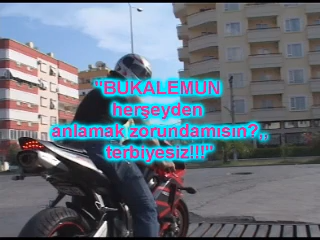 "BUKALEMUN
herşeyden
anlamak zorundamısın?,,
terbiyesiz!!!"